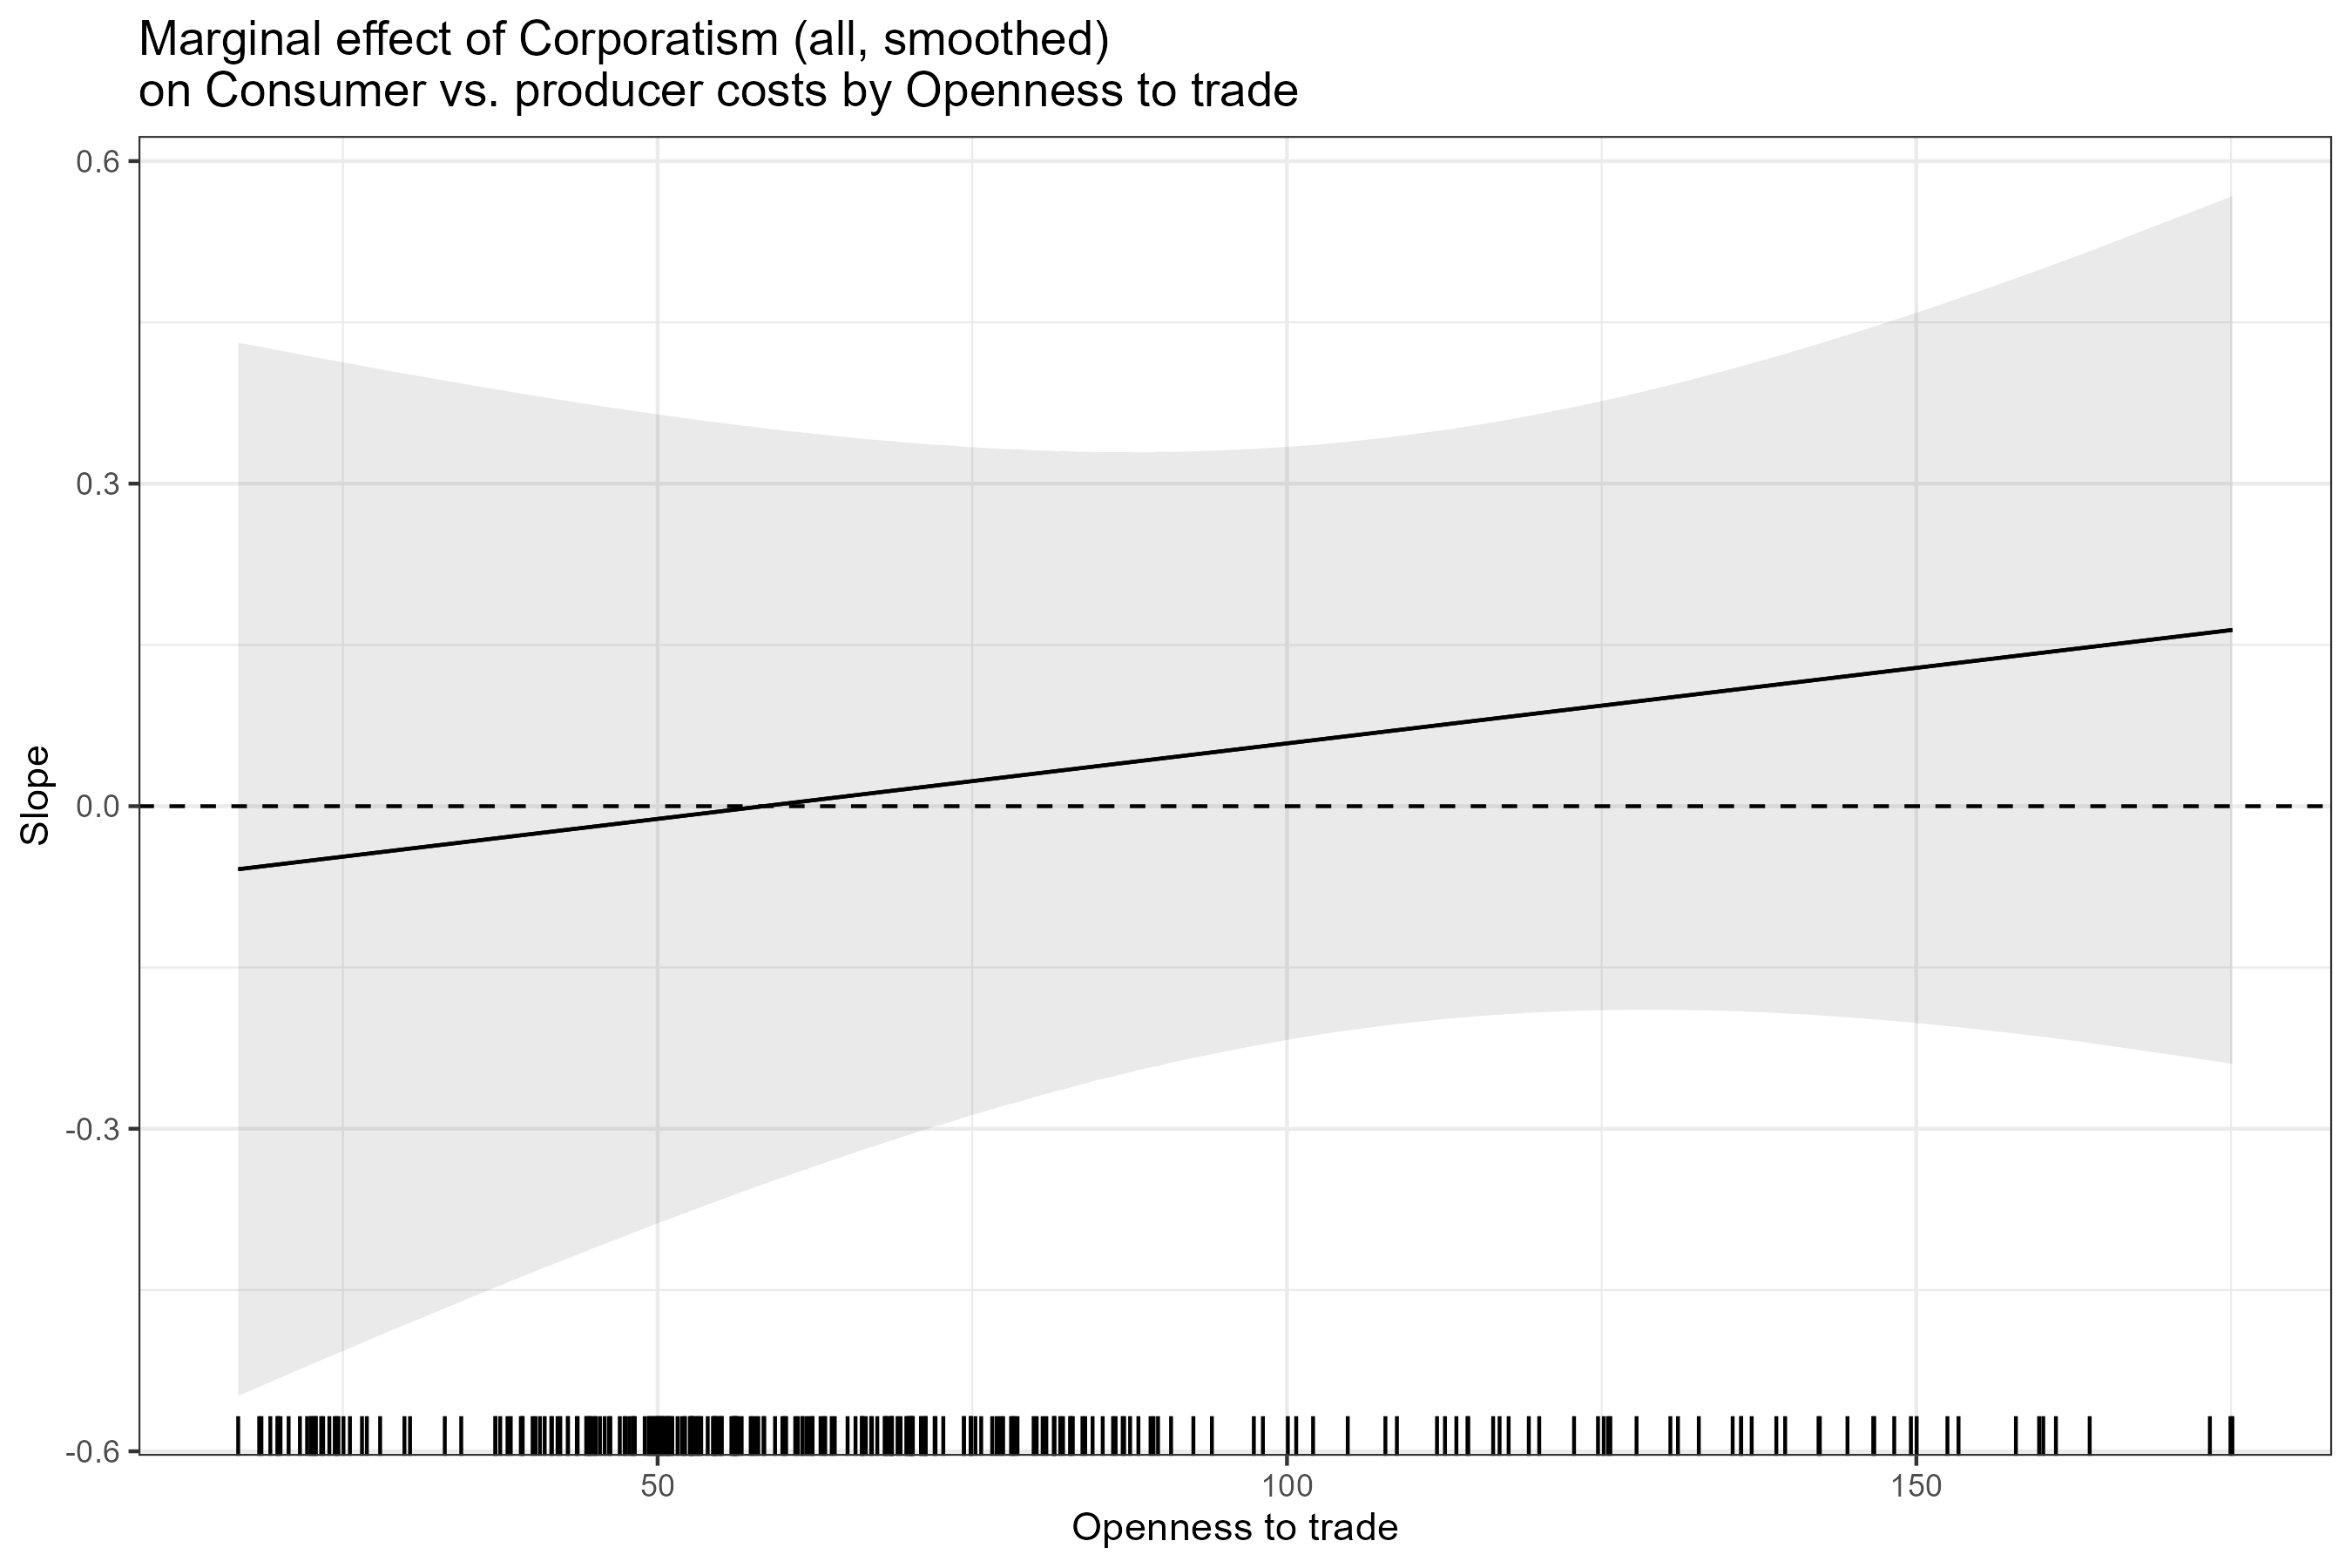 Marginal effect of Corporatism (all, smoothed)
on Consumer vs. producer costs by Openness to trade
0.6
0.3
0.0
-0.3
-0.6
Slope
50
100
150
Openness to trade